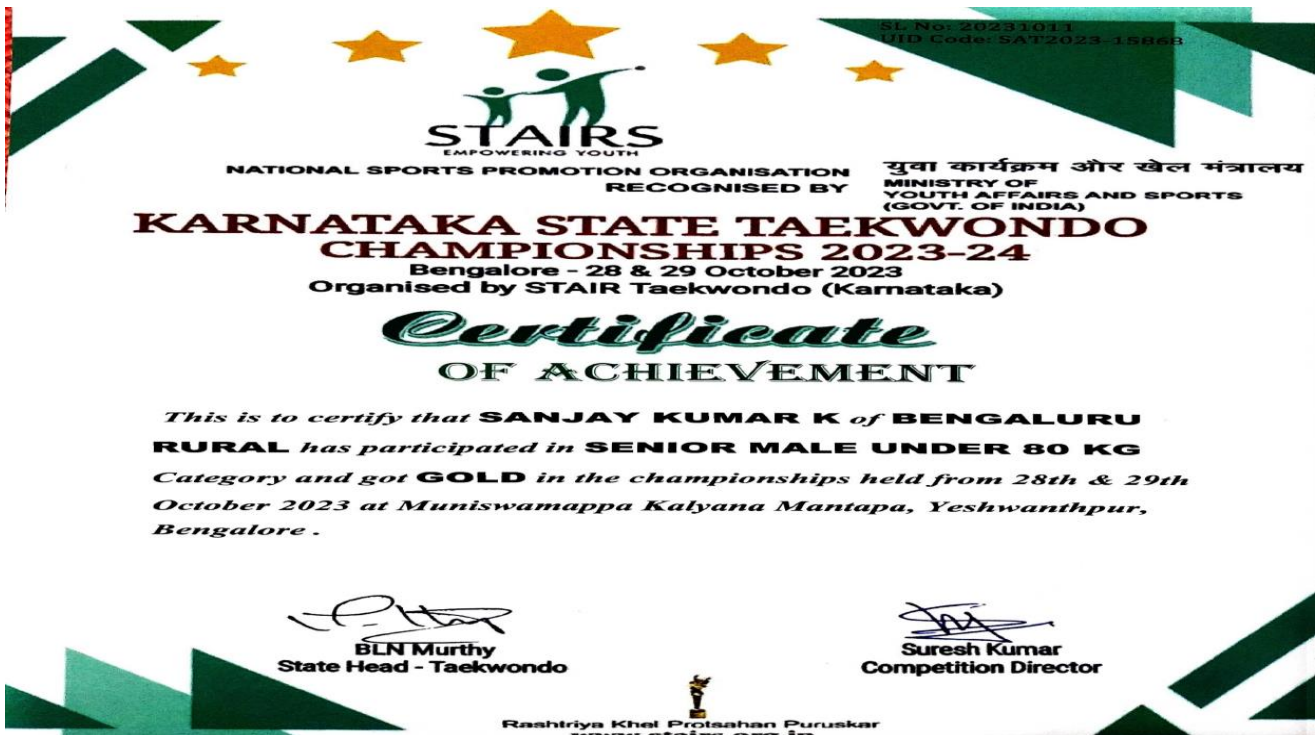 SL No: 20231011
UID Code: SAT2023-15868
STAIRS
EMPOWERING YOUTH
NATIONAL SPORTS PROMOTION ORGANISATION
RECOGNISED BY
युवा कार्यक्रम और खेल मंत्रालय
MINISTRY OF
YOUTH AFFAIRS AND SPORTS
(GOVT. OF INDIA)
KARNATAKA STATE TAEKWONDO
CHAMPIONSHIPS 2023-24
Bengalore - 28 & 29 October 2023
Organised by STAIR Taekwondo (Karnataka)
Certificate
OF ACHIEVEMENT
This is to certify that SANJAY KUMAR K of BENGALURU
RURAL has participated in SENIOR MALE UNDER 80 KG
Category and got GOLD in the championships held from 28th & 29th
October 2023 at Muniswamappa Kalyana Mantapa, Yeshwanthpur,
Bengalore .
BLN Murthy
State Head - Taekwondo
Suresh Kumar
Competition Director
Rashtriya Khel Protsahan Puruskar
www.stairs.org.in